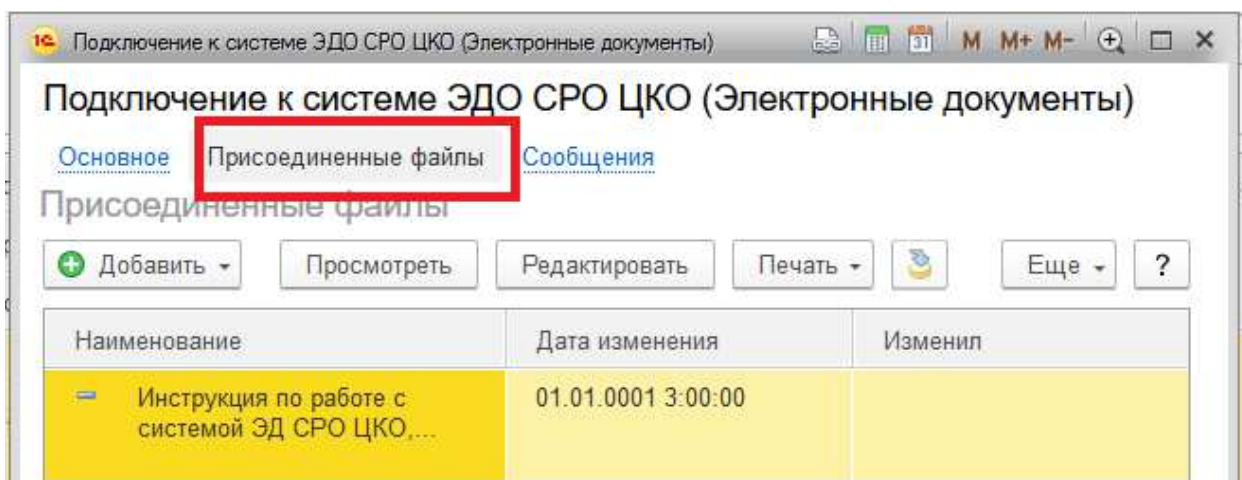 1С Подключение к системе ЭДО СРО ЦКО (Электронные документы) 31 M M+ M-
Подключение к системе ЭДО СРО ЦКО (Электронные документы)
Основное Присоединенные файлы Сообщения
Присоединенные файлы
Добавить Просмотреть Редактировать Печать Еще ?
Наименование Дата изменения Изменил
Инструкция по работе с 01.01.0001 3:00:00
системой ЭД СРО ЦКО,...